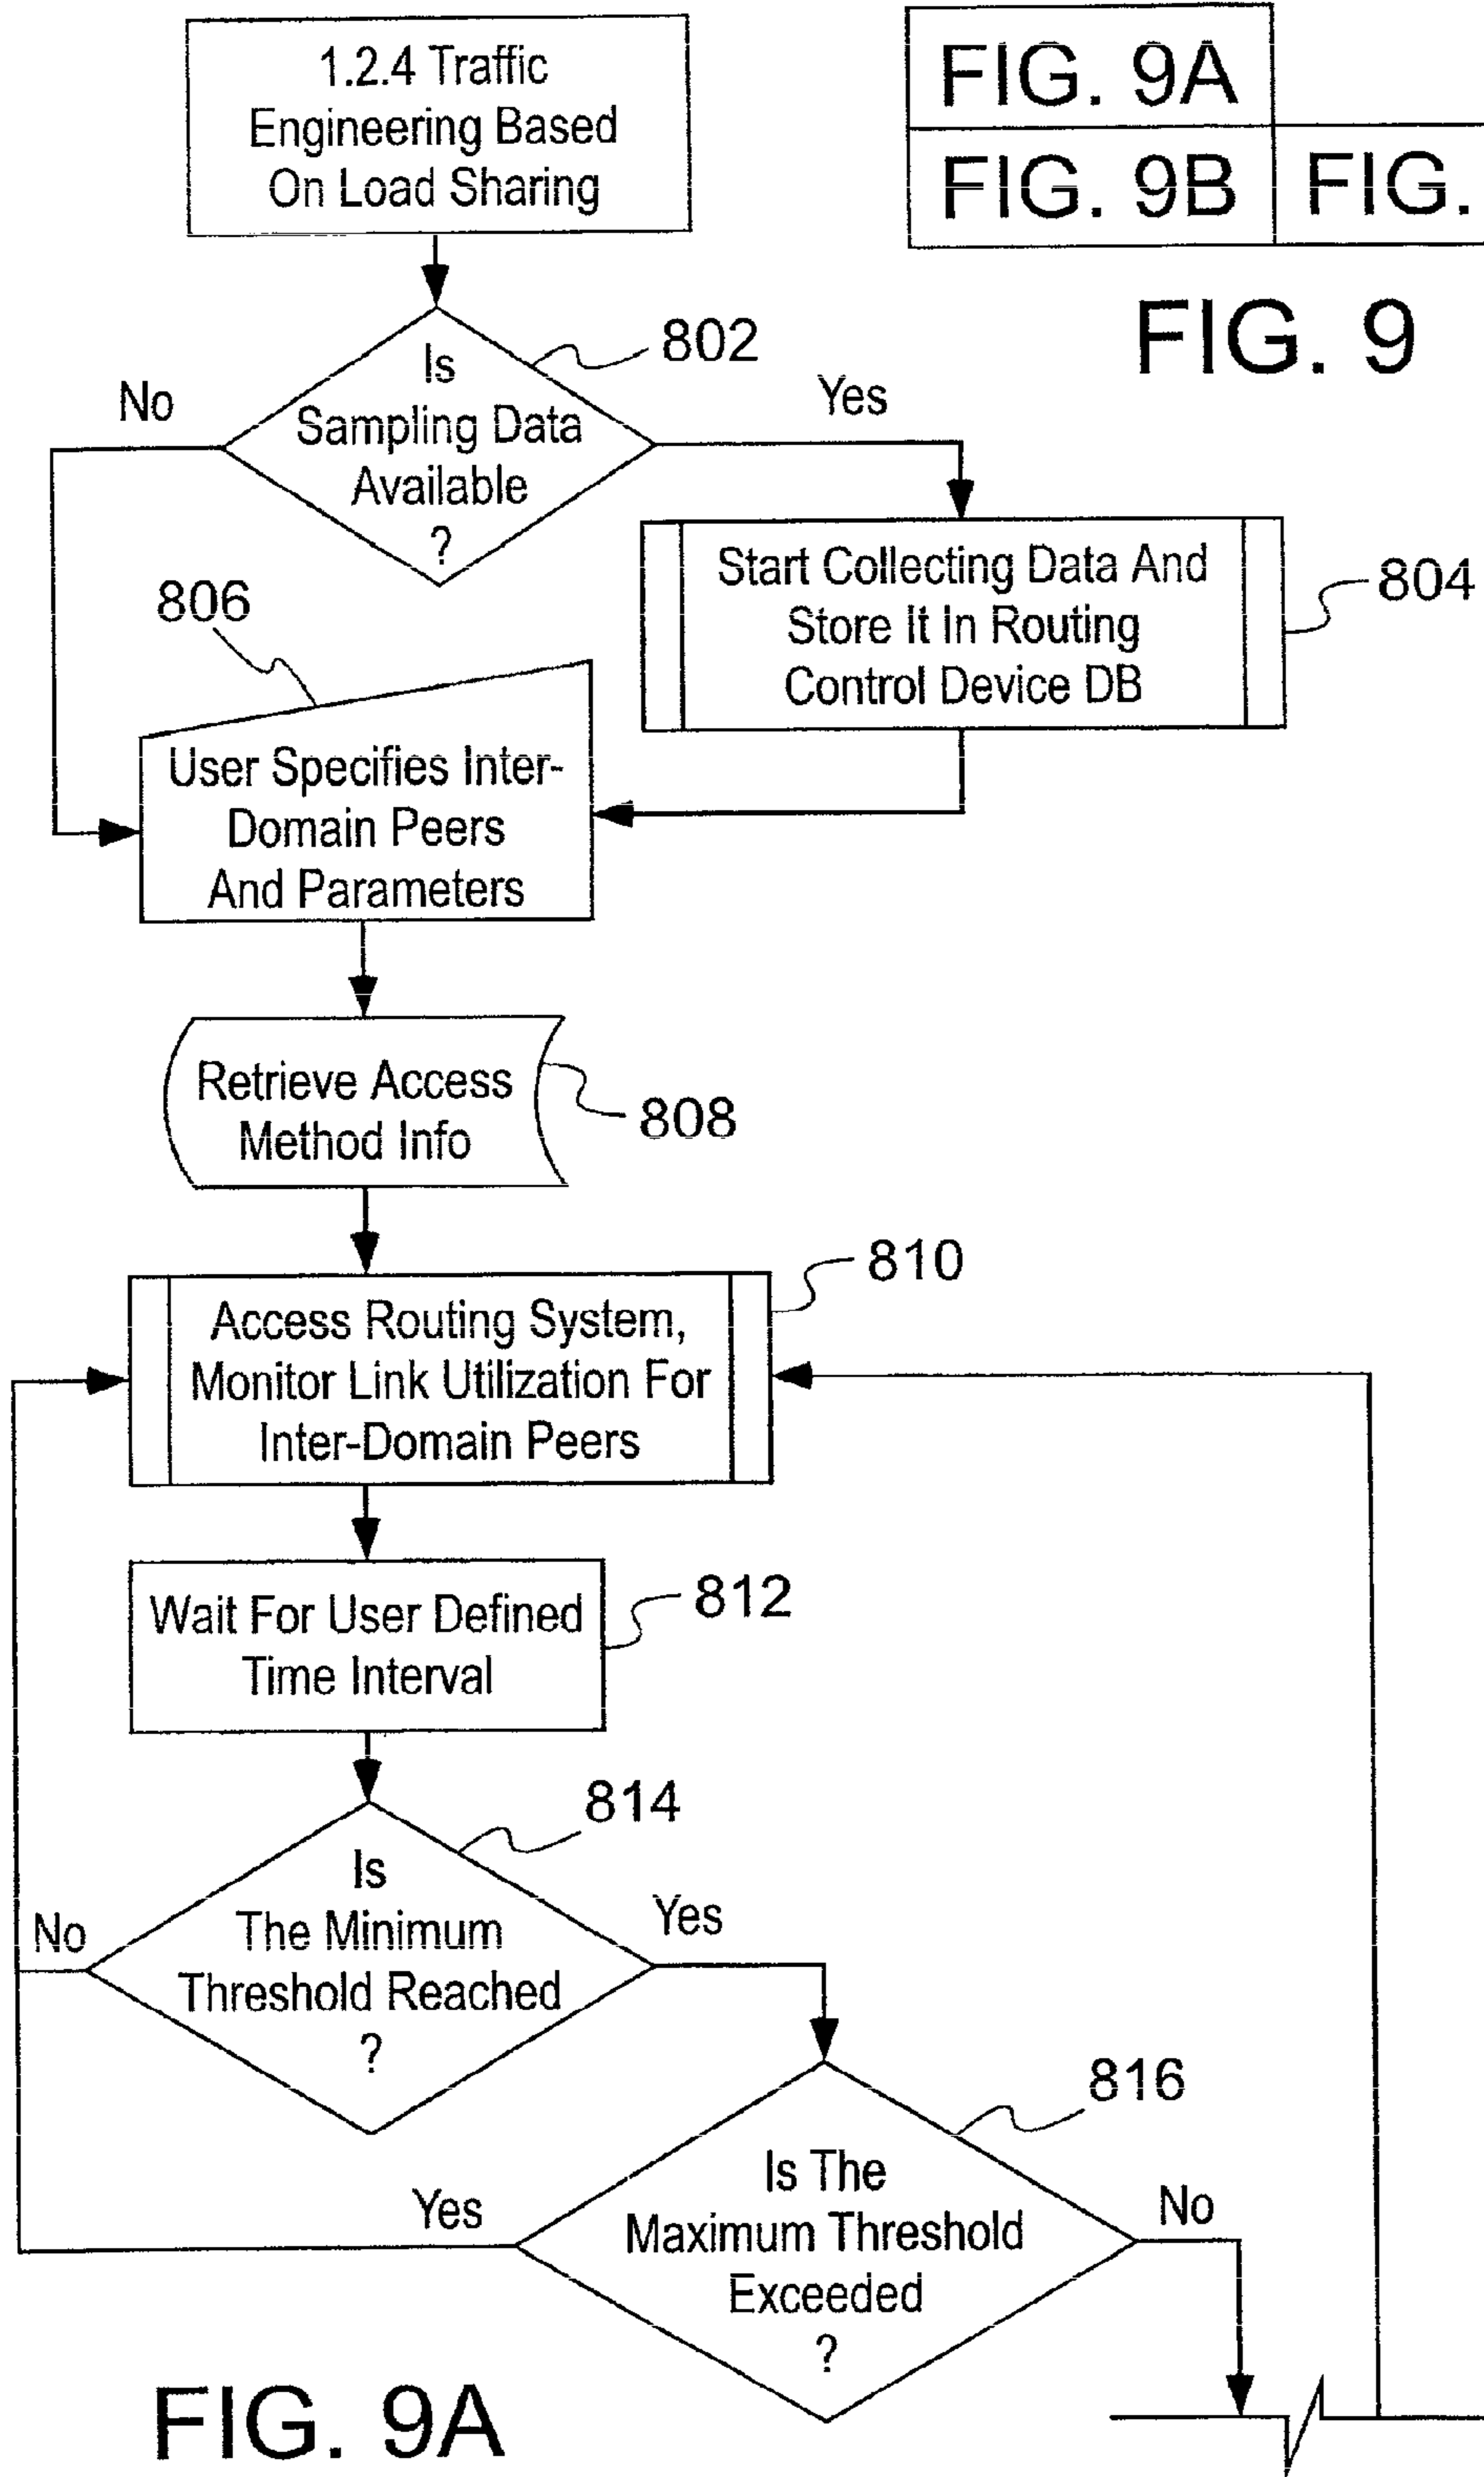 1.2.4 Traffic
Engineering Based
On Load Sharing
FIG. 9A
FIG. 9B
FIG.
FIG. 9
802
Is
Sampling Data
Available
?
No
Yes
804
Start Collecting Data And
Store It In Routing
Control Device DB
806
User Specifies Inter-
Domain Peers
And Parameters
Retrieve Access
Method Info
808
810
Access Routing System,
Monitor Link Utilization For
Inter-Domain Peers
812
Wait For User Defined
Time Interval
814
Is
The Minimum
Threshold Reached
?
No
Yes
816
Is The
Maximum Threshold
Exceeded
?
Yes
No
FIG. 9A